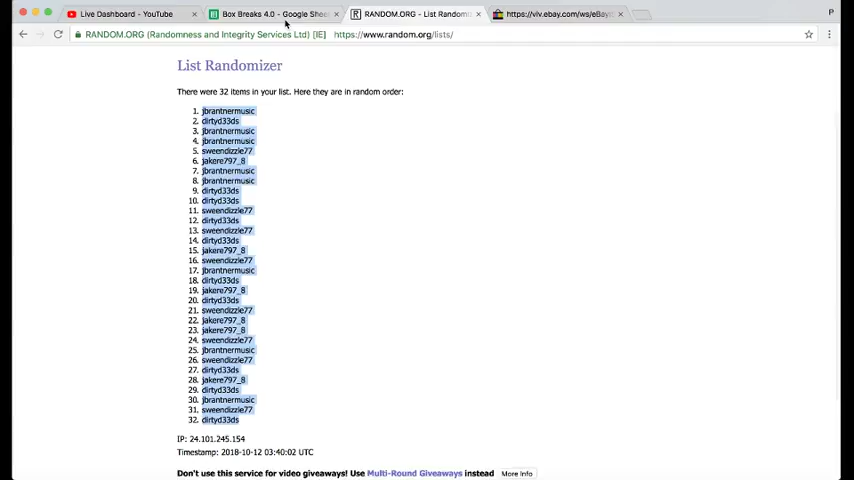 Live Dashboard - YouTube
Box Breaks 4.0 - Google Shee
RANDOM.ORG - List Randomi
https://viv.ebay.com/ws/eBay
RANDOM.ORG (Randomness and Integrity Services Ltd) [IE] https://www.random.org/lists/
P
List Randomizer
There were 32 items in your list. Here they are in random order:
1. jbrantnermusic
2. dirtyd33ds
3. jbrantnermusic
4. jbrantnermusic
5. sweendizzle77
6. jakere797_8
7. jbrantnermusic
8. jbrantnermusic
9. dirtyd33ds
10. dirtyd33ds
11. sweendizzle77
12. dirtyd33ds
13. sweendizzle77
14. dirtyd33ds
15. jakere797_8
16. sweendizzle77
17. jbrantnermusic
18. dirtyd33ds
19. jakere797_8
20. dirtyd33ds
21. sweendizzle77
22. jakere797_8
23. jakere797_8
24. sweendizzle77
25. jbrantnermusic
26. sweendizzle77
27. dirtyd33ds
28. jakere797_8
29. dirtyd33ds
30. jbrantnermusic
31. sweendizzle77
32. dirtyd33ds
IP: 24.101.245.154
Timestamp: 2018-10-12 03:40:02 UTC
Don't use this service for video giveaways! Use Multi-Round Giveaways instead More Info